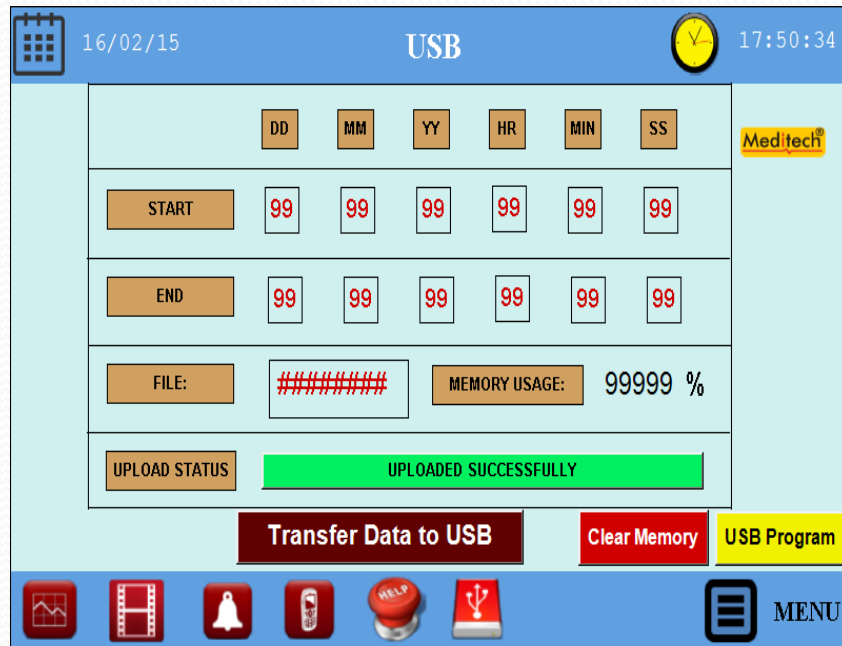 16/02/15 USB 17:50:34
DD MM YY HR MIN SS
Meditech®
START 99 99 99 99 99 99
END 99 99 99 99 99 99
FILE: ######## MEMORY USAGE: 99999 %
UPLOAD STATUS UPLOADED SUCCESSFULLY
Transfer Data to USB Clear Memory USB Program
HELP
MENU